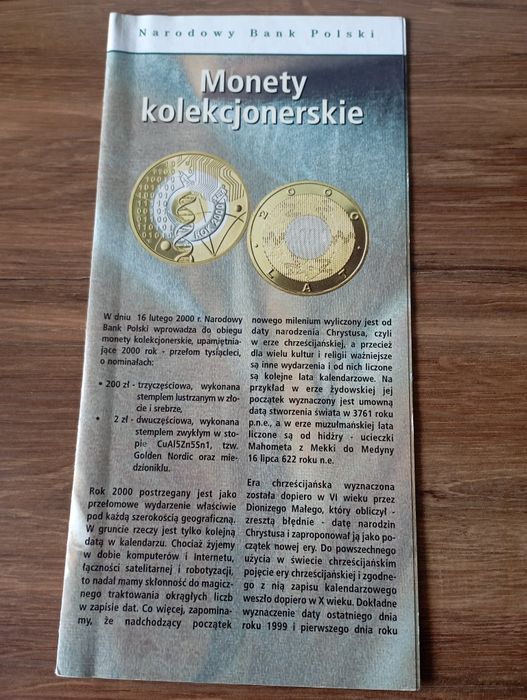 Narodowy Bank Polski
Monety
kolekcjonerskie
2000
LAT
ROK 2000
W dniu 16 lutego 2000 r. Narodowy
Bank Polski wprowadza do obiegu
monety kolekcjonerskie, upamiętnia-
jące 2000 rok - przełom tysiącleci,
o nominałach:
• 200 zł - trzyczęściowa, wykonana
stemplem lustrzanym w zło-
cie i srebrze,
• 2 zł - dwuczęściowa, wykonana
stemplem zwykłym w sto-
pie CuAl5Zn5Sn1, tzw.
Golden Nordic oraz mie-
dzioniklu.
Rok 2000 postrzegany jest jako
przełomowe wydarzenie właściwie
pod każdą szerokością geograficzną.
W gruncie rzeczy jest tylko kolejną
datą w kalendarzu. Chociaż żyjemy
w dobie komputerów i Internetu,
łączności satelitarnej i robotyzacji,
to nadal mamy skłonność do magicz-
nego traktowania okrągłych liczb
w zapisie dat. Co więcej, zapomina-
my, że nadchodzący początek
nowego milenium wyliczony jest od
daty narodzenia Chrystusa, czyli
w erze chrześcijańskiej, a przecież
dla wielu kultur i religii ważniejsze
są inne wydarzenia i od nich liczone
są kolejne lata kalendarzowe. Na
przykład w erze żydowskiej jej
początek wyznaczony jest umowną
datą stworzenia świata w 3761 roku
p.n.e., a w erze muzułmańskiej lata
liczone są od hidżry - ucieczki
Mahometa z Mekki do Medyny
16 lipca 622 roku n.e.
Era chrześcijańska wyznaczona
została dopiero w VI wieku przez
Dionizego Małego, który obliczył -
zresztą błędnie - datę narodzin
Chrystusa i zaproponował ją jako po-
czątek nowej ery. Do powszechnego
użycia w świecie chrześcijańskim
pojęcie ery chrześcijańskiej i zgodne-
go z nią zapisu kalendarzowego
weszło dopiero w X wieku. Dokładne
wyznaczenie daty ostatniego dnia
roku 1999 i pierwszego dnia roku